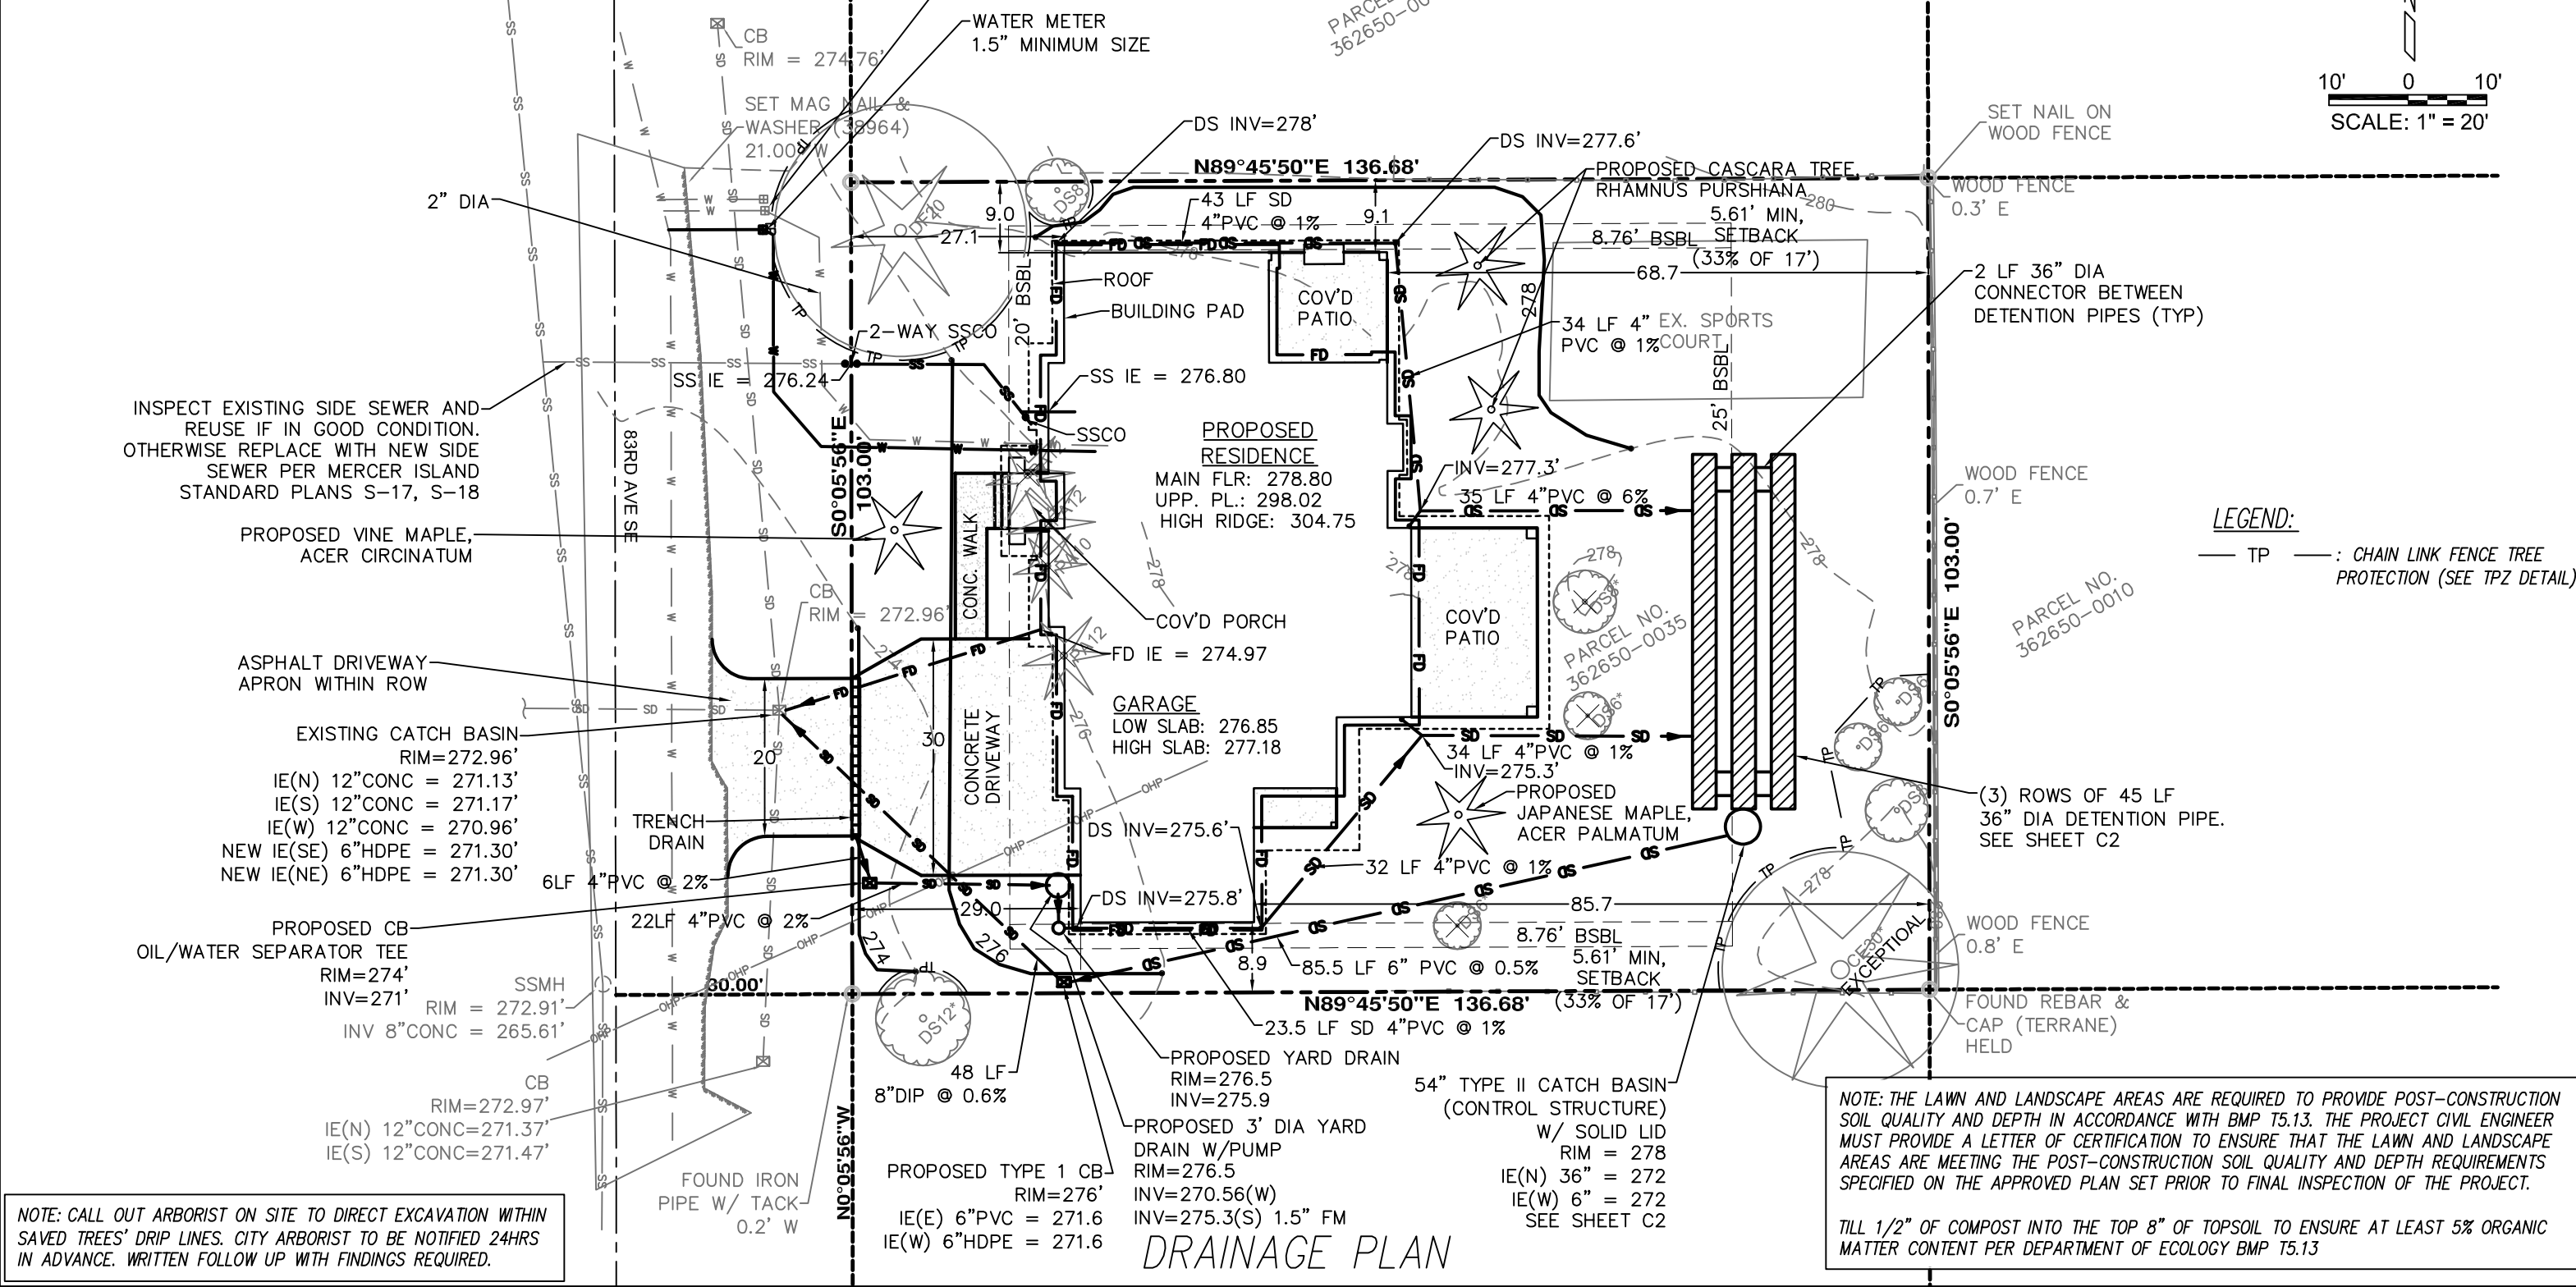 WATER METER
1.5" MINIMUM SIZE
PARCEL NO.
CB
RIM = 274.76'
SET MAG NAIL &
WASHER (38964)
21.00' W
2" DIA
DS INV=278'
DS INV=277.6'
N89°45'50"E 136.68'
PROPOSED CASCARA TREE,
RHAMNUS PURSHIANA
SET NAIL ON
WOOD FENCE
10' 0 10'
SCALE: 1" = 20'
WOOD FENCE
0.3' E
280
DF40
DS8
9.0
43 LF SD
4"PVC @ 1%
9.1
5.61' MIN,
SETBACK
(33% OF 17')
8.76' BSBL
27.1
68.7
278
20' BSBL
ROOF
BUILDING PAD
COV'D
PATIO
278
2 LF 36" DIA
CONNECTOR BETWEEN
DETENTION PIPES (TYP)
34 LF 4"
PVC @ 1%
EX. SPORTS
COURT
25' BSBL
2-WAY SSCO
SS IE = 276.24
SS IE = 276.80
SSCO
INSPECT EXISTING SIDE SEWER AND
REUSE IF IN GOOD CONDITION.
OTHERWISE REPLACE WITH NEW SIDE
SEWER PER MERCER ISLAND
STANDARD PLANS S-17, S-18
83RD AVE SE
S0°05'56"E
103.00'
PROPOSED
RESIDENCE
MAIN FLR: 278.80
UPP. PL.: 298.02
HIGH RIDGE: 304.75
INV=277.3'
35 LF 4"PVC @ 6%
WOOD FENCE
0.7' E
LEGEND:
TP : CHAIN LINK FENCE TREE
PROTECTION (SEE TPZ DETAIL)
PROPOSED VINE MAPLE,
ACER CIRCINATUM
CONC. WALK
278
278
278
278
DS8*
PARCEL NO.
362650-0035
PARCEL NO.
362650-0010
S0°05'56"E 103.00'
CB
RIM = 272.96'
COV'D PORCH
COV'D
PATIO
FD IE = 274.97
274
ASPHALT DRIVEWAY
APRON WITHIN ROW
GARAGE
LOW SLAB: 276.85
HIGH SLAB: 277.18
276
DS6*
DS6
DS6
EXISTING CATCH BASIN
RIM=272.96'
IE(N) 12"CONC = 271.13'
IE(S) 12"CONC = 271.17'
IE(W) 12"CONC = 270.96'
NEW IE(SE) 6"HDPE = 271.30'
NEW IE(NE) 6"HDPE = 271.30'
20
30
CONCRETE
DRIVEWAY
34 LF 4"PVC @ 1%
INV=275.3'
PROPOSED
JAPANESE MAPLE,
ACER PALMATUM
(3) ROWS OF 45 LF
36" DIA DETENTION PIPE.
SEE SHEET C2
TRENCH
DRAIN
DS INV=275.6'
32 LF 4"PVC @ 1%
6LF 4"PVC @ 2%
22LF 4"PVC @ 2%
DS INV=275.8'
29.0
85.7
278
PROPOSED CB
OIL/WATER SEPARATOR TEE
RIM=274'
INV=271'
274
276
DS6*
8.76' BSBL
5.61' MIN,
SETBACK
(33% OF 17')
8.9
85.5 LF 6" PVC @ 0.5%
EXCEPTIOAL
CE30*
WOOD FENCE
0.8' E
SSMH
RIM = 272.91'
INV 8"CONC = 265.61'
30.00'
DS12*
N89°45'50"E 136.68'
FOUND REBAR &
CAP (TERRANE)
HELD
23.5 LF SD 4"PVC @ 1%
48 LF
8"DIP @ 0.6%
PROPOSED YARD DRAIN
RIM=276.5
INV=275.9
54" TYPE II CATCH BASIN
(CONTROL STRUCTURE)
W/ SOLID LID
RIM = 278
IE(N) 36" = 272
IE(W) 6" = 272
SEE SHEET C2
CB
RIM=272.97'
IE(N) 12"CONC=271.37'
IE(S) 12"CONC=271.47'
PROPOSED 3' DIA YARD
DRAIN W/PUMP
RIM=276.5
INV=270.56(W)
INV=275.3(S) 1.5" FM
PROPOSED TYPE 1 CB
RIM=276'
IE(E) 6"PVC = 271.6
IE(W) 6"HDPE = 271.6
FOUND IRON
PIPE W/ TACK
0.2' W
N0°05'56"W
NOTE: CALL OUT ARBORIST ON SITE TO DIRECT EXCAVATION WITHIN
SAVED TREES' DRIP LINES. CITY ARBORIST TO BE NOTIFIED 24HRS
IN ADVANCE. WRITTEN FOLLOW UP WITH FINDINGS REQUIRED.
DRAINAGE PLAN
NOTE: THE LAWN AND LANDSCAPE AREAS ARE REQUIRED TO PROVIDE POST-CONSTRUCTION
SOIL QUALITY AND DEPTH IN ACCORDANCE WITH BMP T5.13. THE PROJECT CIVIL ENGINEER
MUST PROVIDE A LETTER OF CERTIFICATION TO ENSURE THAT THE LAWN AND LANDSCAPE
AREAS ARE MEETING THE POST-CONSTRUCTION SOIL QUALITY AND DEPTH REQUIREMENTS
SPECIFIED ON THE APPROVED PLAN SET PRIOR TO FINAL INSPECTION OF THE PROJECT.
TILL 1/2" OF COMPOST INTO THE TOP 8" OF TOPSOIL TO ENSURE AT LEAST 5% ORGANIC
MATTER CONTENT PER DEPARTMENT OF ECOLOGY BMP T5.13